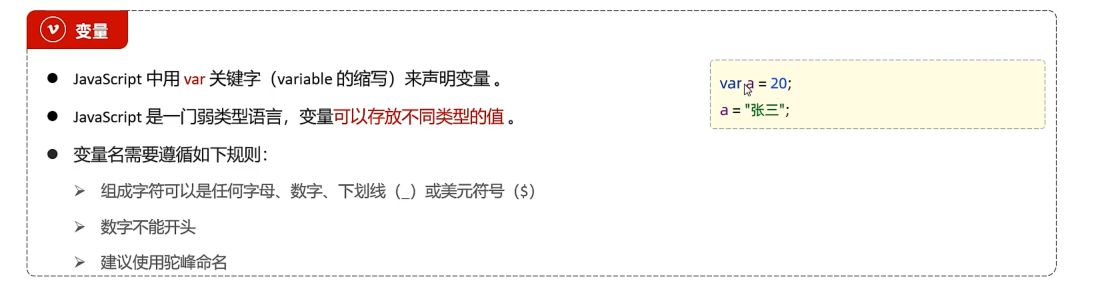 变量
JavaScript 中用 var 关键字（variable 的缩写）来声明变量 。
JavaScript 是一门弱类型语言，变量可以存放不同类型的值 。
变量名需要遵循如下规则：
组成字符可以是任何字母、数字、下划线（_）或美元符号（$）
数字不能开头
建议使用驼峰命名
var a = 20;
a = "张三";